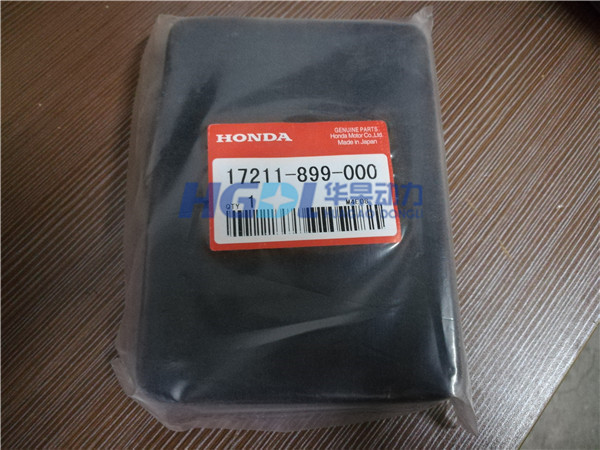 HONDA
GENUINE PARTS
Honda Motor Co.,Ltd.
Made in Japan
17211-899-000
HGDL 华昊动力
QTY 1